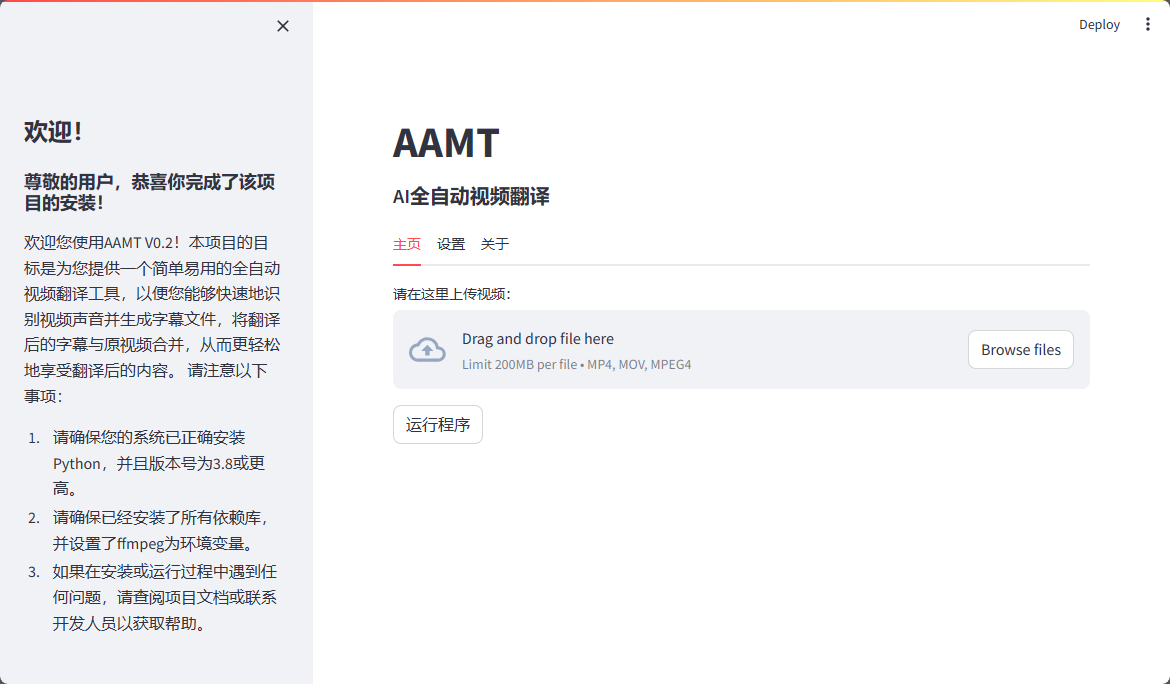 欢迎！
尊敬的用户，恭喜你完成了该项
目的安装！
欢迎您使用AAMT V0.2！本项目的目
标是为您提供一个简单易用的全自动
视频翻译工具，以便您能够快速地识
别视频声音并生成字幕文件，将翻译
后的字幕与原视频合并，从而更轻松
地享受翻译后的内容。 请注意以下
事项：
1. 请确保您的系统已正确安装
Python，并且版本号为3.8或更
高。
2. 请确保已经安装了所有依赖库，
并设置了ffmpeg为环境变量。
3. 如果在安装或运行过程中遇到任
何问题，请查阅项目文档或联系
开发人员以获取帮助。
Deploy
AAMT
AI全自动视频翻译
主页 设置 关于
请在这里上传视频：
Drag and drop file here
Limit 200MB per file • MP4, MOV, MPEG4
Browse files
运行程序